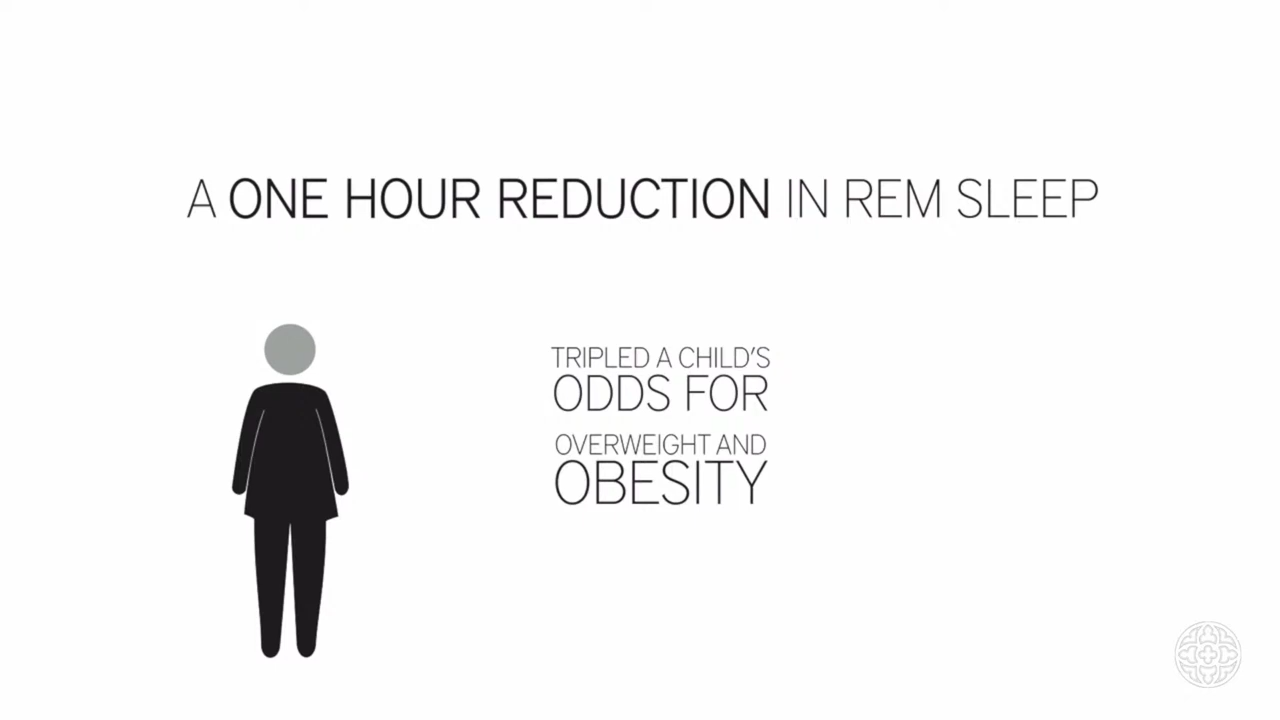 A ONE HOUR REDUCTION IN REM SLEEP
TRIPLED A CHILD'S
ODDS FOR
OVERWEIGHT AND
OBESITY